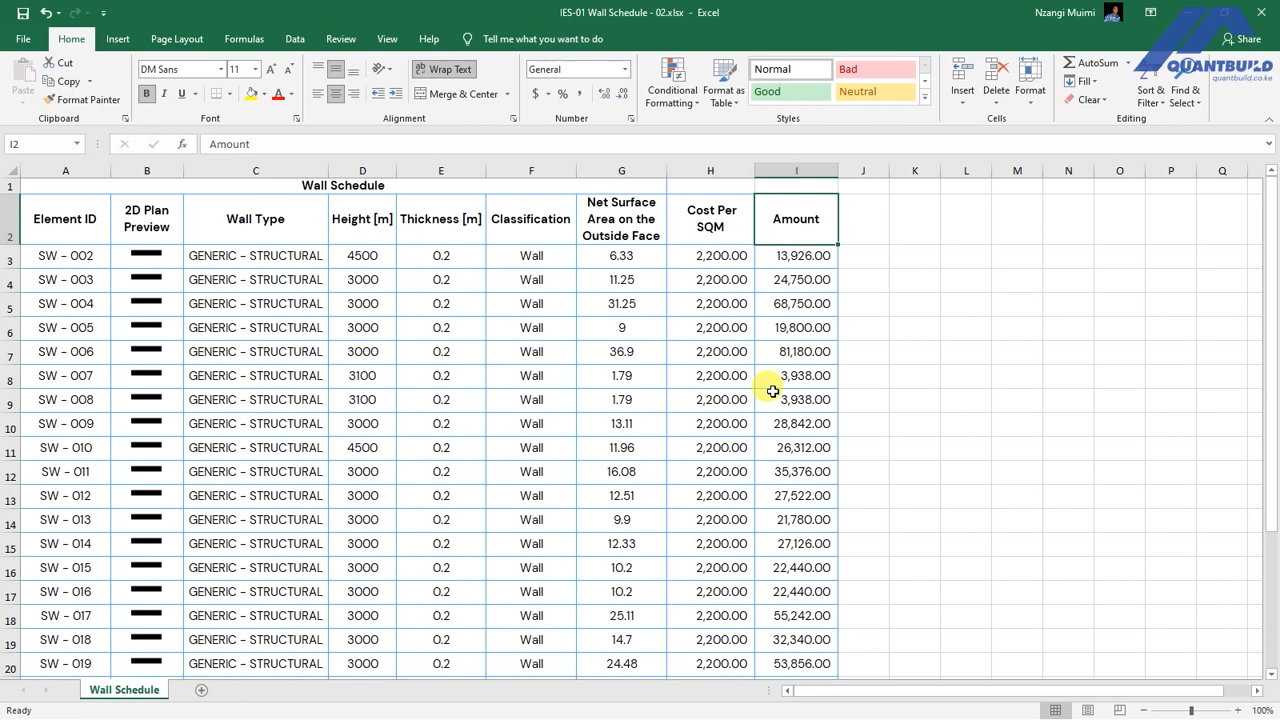 IES-01 Wall Schedule - 02.xlsx - Excel
Nzangi Muimi
File Home Insert Page Layout Formulas Data Review View Help Tell me what you want to do Share
QUANTBUILD
quantbuild.co.ke
Paste
Cut
Copy
Format Painter
Clipboard
DM Sans 11
B I U
Font
Wrap Text
Merge & Center
Alignment
General
Number
Conditional Formatting
Format as Table
Normal Bad
Good Neutral
Styles
Insert Delete Format
Cells
AutoSum
Fill
Clear
Sort & Filter
Find & Select
Editing
I2 fx Amount
A B C D E F G H I J K L M N O P Q
1 Wall Schedule
2 Element ID 2D Plan Preview Wall Type Height [m] Thickness [m] Classification Net Surface Area on the Outside Face Cost Per SQM Amount
3 SW - 002 GENERIC - STRUCTURAL 4500 0.2 Wall 6.33 2,200.00 13,926.00
4 SW - 003 GENERIC - STRUCTURAL 3000 0.2 Wall 11.25 2,200.00 24,750.00
5 SW - 004 GENERIC - STRUCTURAL 3000 0.2 Wall 31.25 2,200.00 68,750.00
6 SW - 005 GENERIC - STRUCTURAL 3000 0.2 Wall 9 2,200.00 19,800.00
7 SW - 006 GENERIC - STRUCTURAL 3000 0.2 Wall 36.9 2,200.00 81,180.00
8 SW - 007 GENERIC - STRUCTURAL 3100 0.2 Wall 1.79 2,200.00 3,938.00
9 SW - 008 GENERIC - STRUCTURAL 3100 0.2 Wall 1.79 2,200.00 3,938.00
10 SW - 009 GENERIC - STRUCTURAL 3000 0.2 Wall 13.11 2,200.00 28,842.00
11 SW - 010 GENERIC - STRUCTURAL 4500 0.2 Wall 11.96 2,200.00 26,312.00
12 SW - 011 GENERIC - STRUCTURAL 3000 0.2 Wall 16.08 2,200.00 35,376.00
13 SW - 012 GENERIC - STRUCTURAL 3000 0.2 Wall 12.51 2,200.00 27,522.00
14 SW - 013 GENERIC - STRUCTURAL 3000 0.2 Wall 9.9 2,200.00 21,780.00
15 SW - 014 GENERIC - STRUCTURAL 3000 0.2 Wall 12.33 2,200.00 27,126.00
16 SW - 015 GENERIC - STRUCTURAL 3000 0.2 Wall 10.2 2,200.00 22,440.00
17 SW - 016 GENERIC - STRUCTURAL 3000 0.2 Wall 10.2 2,200.00 22,440.00
18 SW - 017 GENERIC - STRUCTURAL 3000 0.2 Wall 25.11 2,200.00 55,242.00
19 SW - 018 GENERIC - STRUCTURAL 3000 0.2 Wall 14.7 2,200.00 32,340.00
20 SW - 019 GENERIC - STRUCTURAL 3000 0.2 Wall 24.48 2,200.00 53,856.00
Wall Schedule
Ready
100%